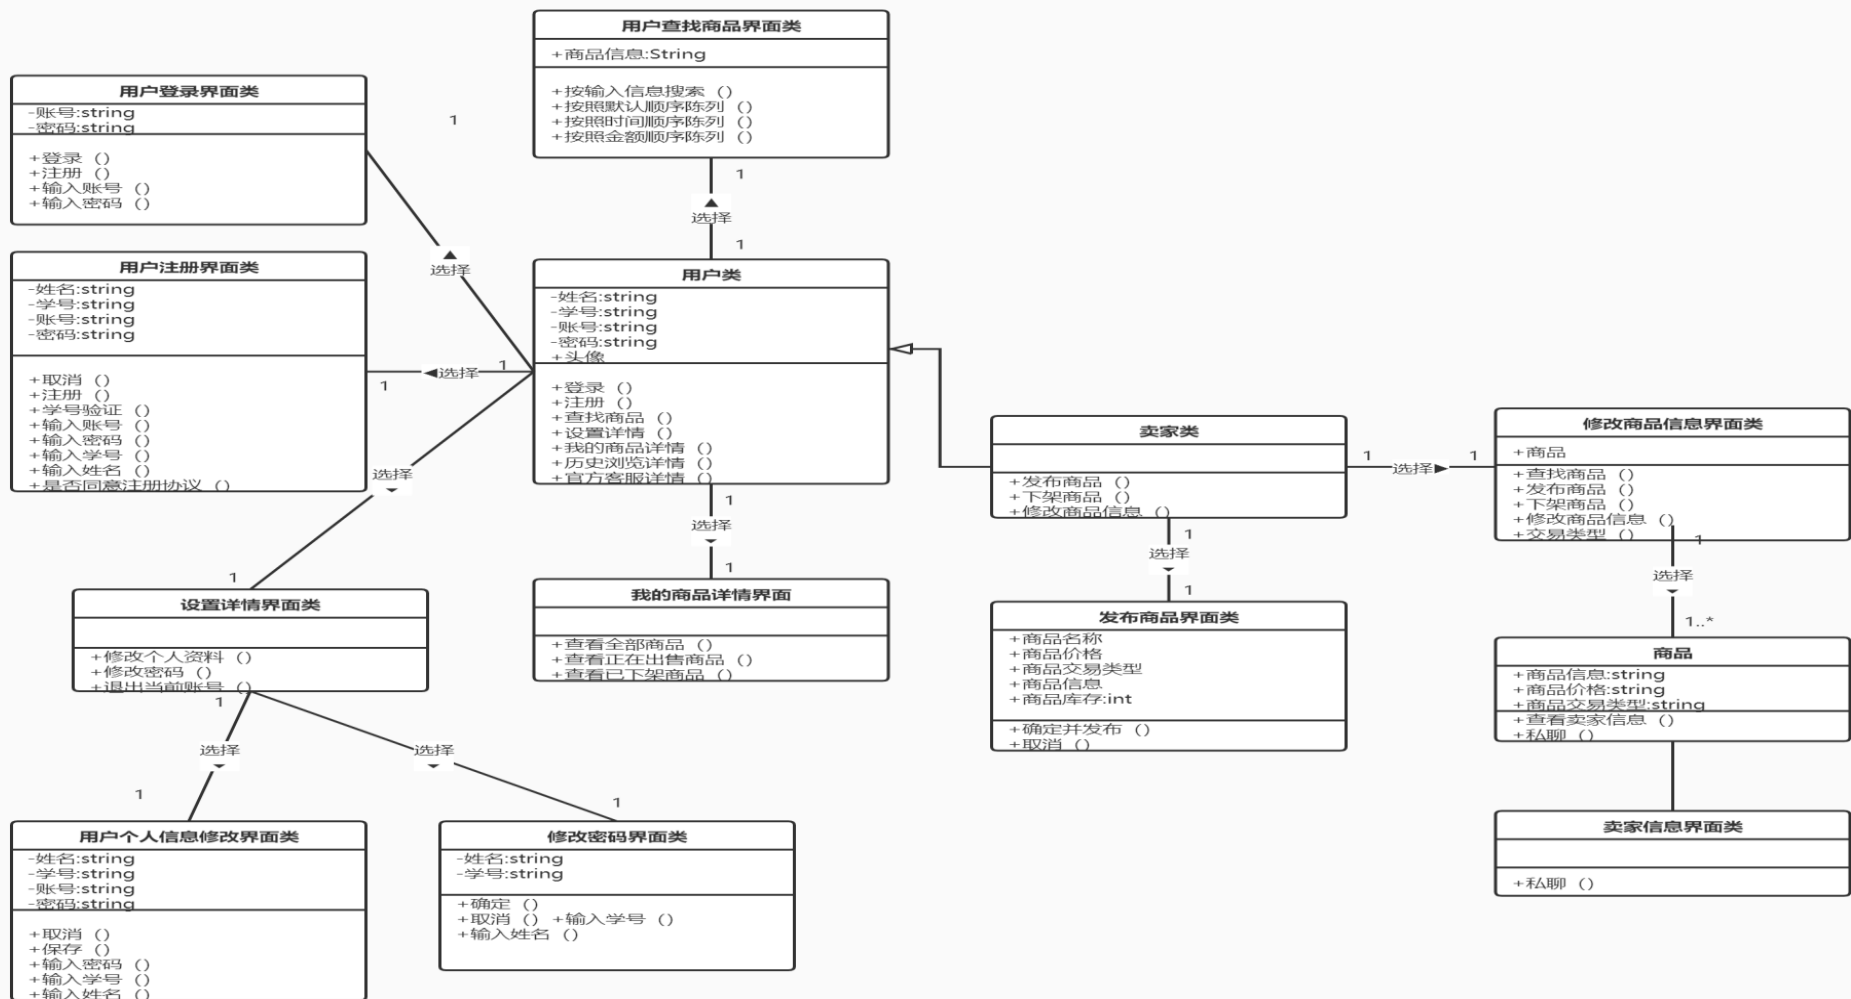 用户查找商品界面类
+商品信息:String
+按输入信息搜索 ()
+按照默认顺序陈列 ()
+按照时间顺序陈列 ()
+按照金额顺序陈列 ()
用户登录界面类
-账号:string
-密码:string
+登录 ()
+注册 ()
+输入账号 ()
+输入密码 ()
1
1
选择
1
选择
用户注册界面类
-姓名:string
-学号:string
-账号:string
-密码:string
+取消 ()
+注册 ()
+学号验证 ()
+输入账号 ()
+输入密码 ()
+输入学号 ()
+输入姓名 ()
+是否同意注册协议 ()
1
选择
1
用户类
-姓名:string
-学号:string
-账号:string
-密码:string
+头像
+登录 ()
+注册 ()
+查找商品 ()
+设置详情 ()
+我的商品详情 ()
+历史浏览详情 ()
+官方客服详情 ()
选择
1
1
选择
1
卖家类
+发布商品 ()
+下架商品 ()
+修改商品信息 ()
1
选择
1
修改商品信息界面类
+商品
+查找商品 ()
+发布商品 ()
+下架商品 ()
+修改商品信息 ()
+交易类型 ()
1
选择
1
1
选择
1..*
设置详情界面类
+修改个人资料 ()
+修改密码 ()
+退出当前账号 ()
我的商品详情界面
+查看全部商品 ()
+查看正在出售商品 ()
+查看已下架商品 ()
发布商品界面类
+商品名称
+商品价格
+商品交易类型
+商品信息
+商品库存:int
+确定并发布 ()
+取消 ()
商品
+商品信息:string
+商品价格:string
+商品交易类型:string
+查看卖家信息 ()
+私聊 ()
1
选择
选择
1
1
用户个人信息修改界面类
-姓名:string
-学号:string
-账号:string
-密码:string
+取消 ()
+保存 ()
+输入密码 ()
+输入学号 ()
+输入姓名 ()
修改密码界面类
-姓名:string
-学号:string
+确定 ()
+取消 () +输入学号 ()
+输入姓名 ()
卖家信息界面类
+私聊 ()